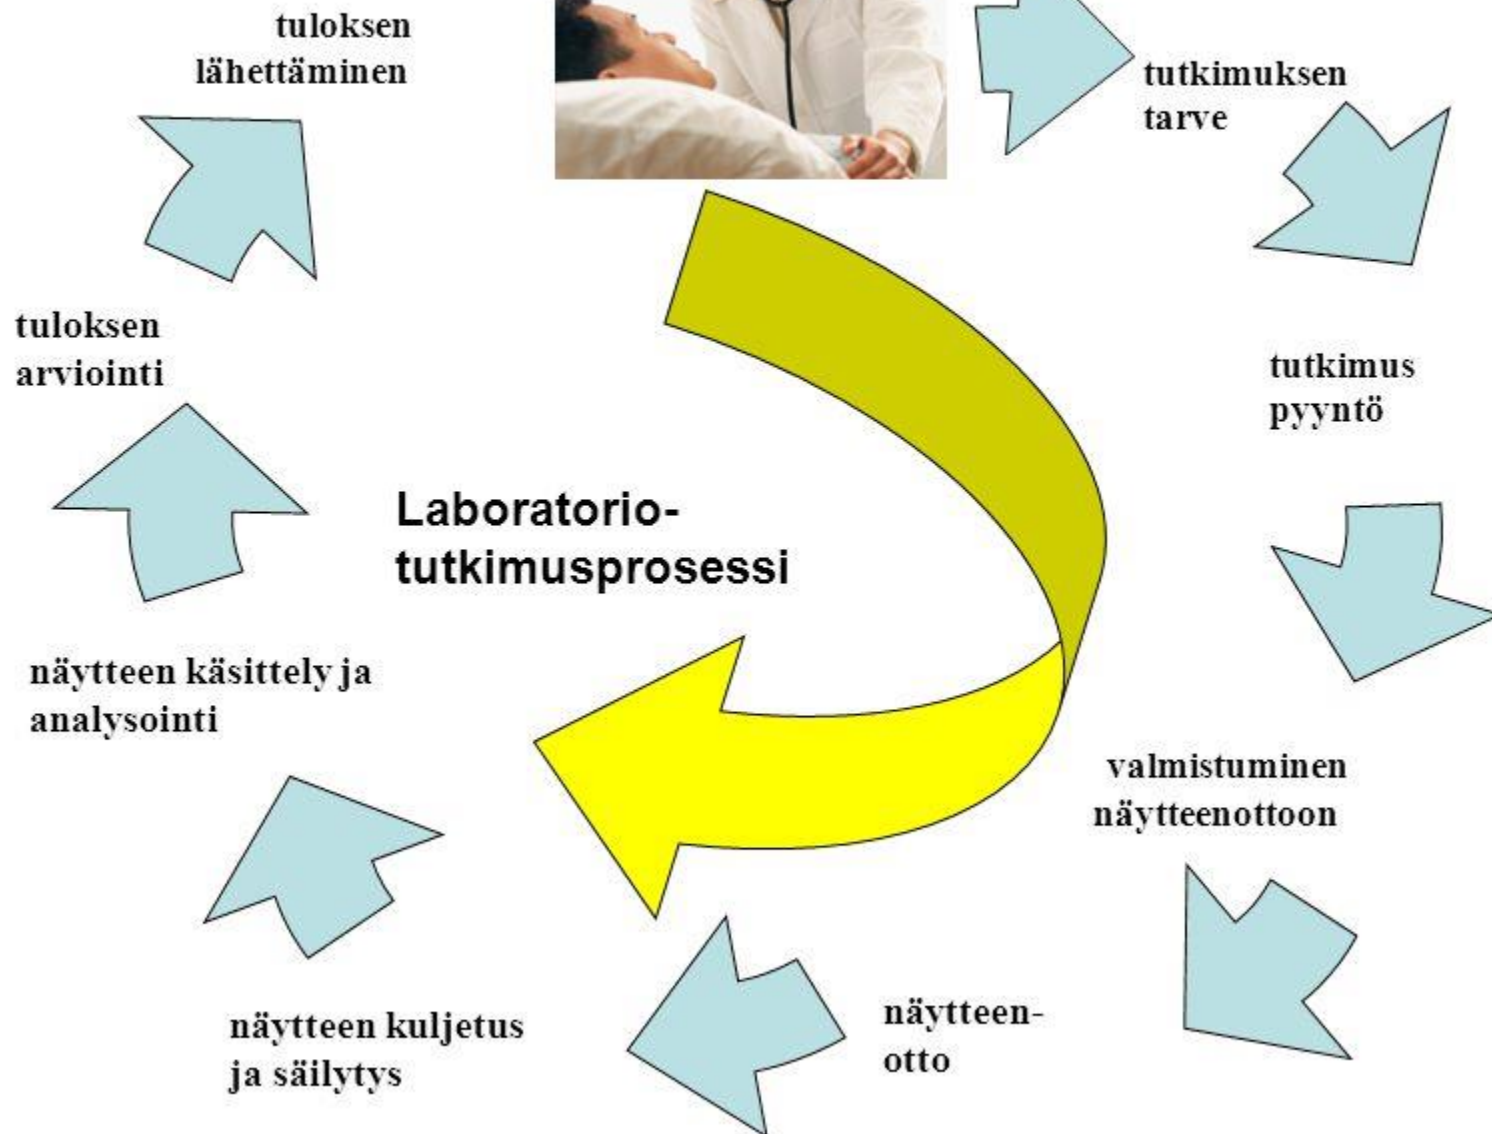 tuloksen
lähettäminen
tutkimuksen
tarve
tuloksen
arviointi
tutkimus
pyyntö
Laboratorio-
tutkimusprosessi
näytteen käsittely ja
analysointi
valmistuminen
näytteenottoon
näytteen kuljetus
ja säilytys
näytteen-
otto